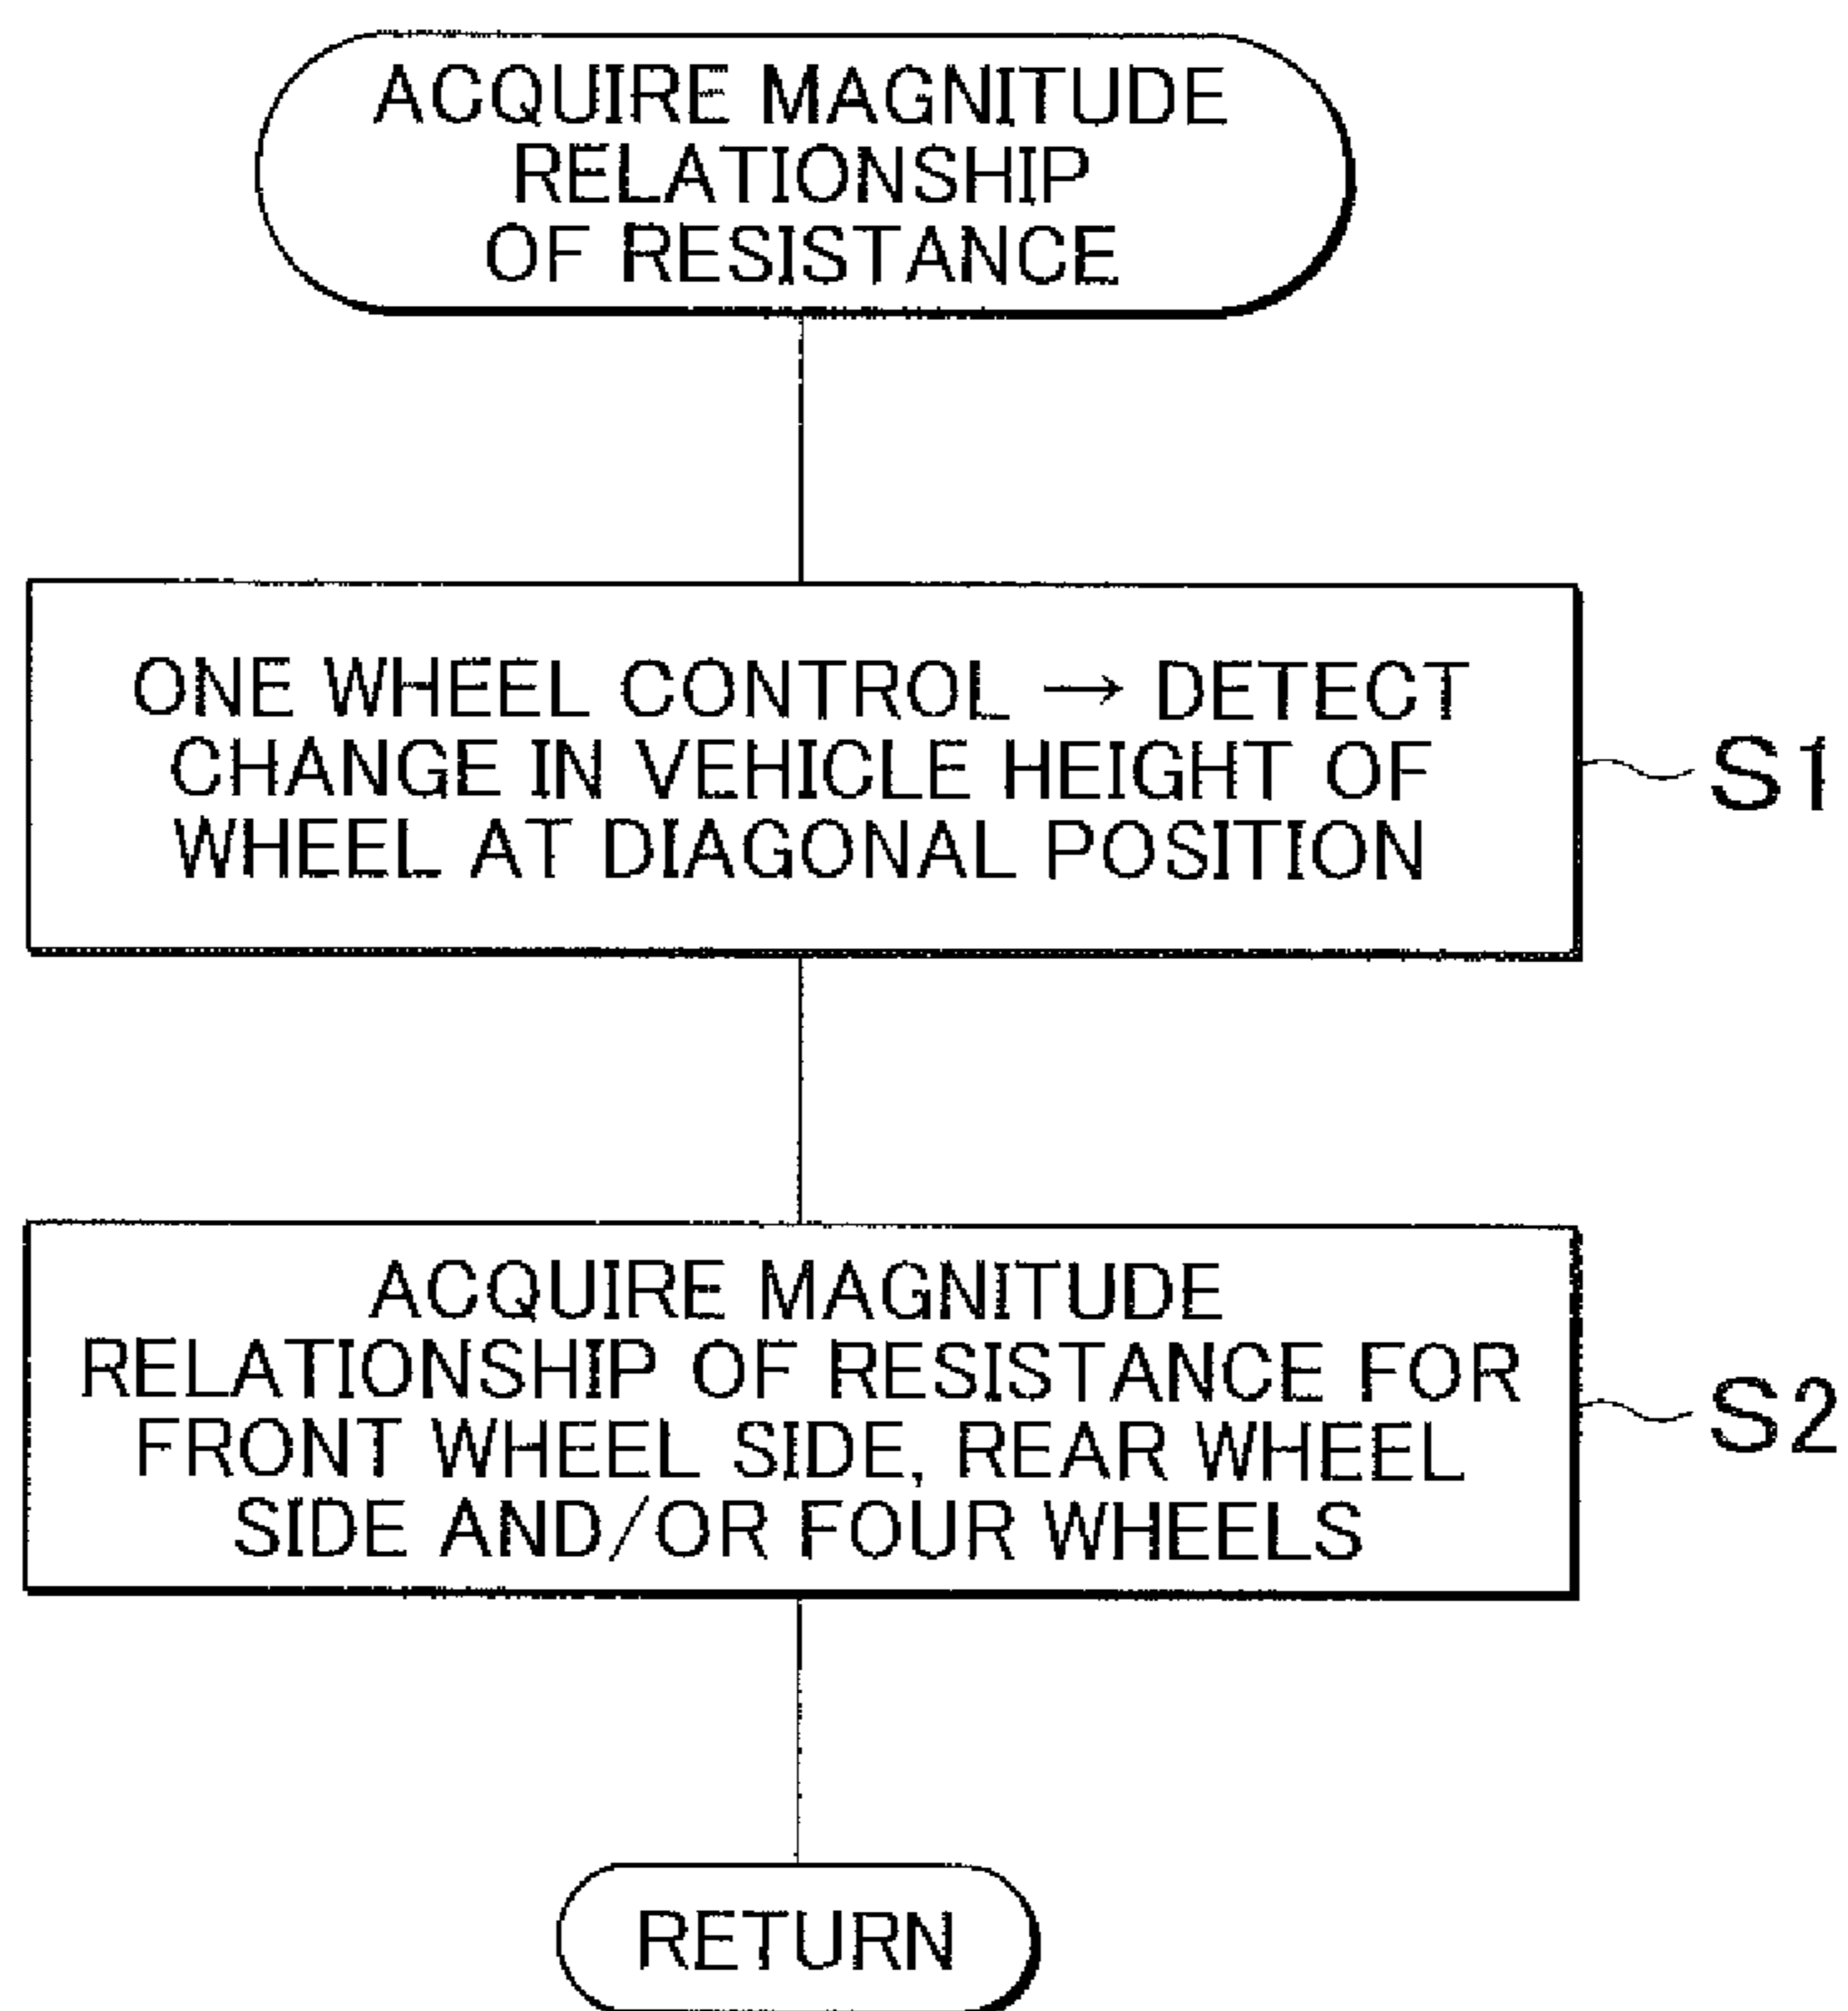 ACQUIRE MAGNITUDE
RELATIONSHIP
OF RESISTANCE
ONE WHEEL CONTROL → DETECT
CHANGE IN VEHICLE HEIGHT OF
WHEEL AT DIAGONAL POSITION
S1
ACQUIRE MAGNITUDE
RELATIONSHIP OF RESISTANCE FOR
FRONT WHEEL SIDE, REAR WHEEL
SIDE AND/OR FOUR WHEELS
S2
RETURN